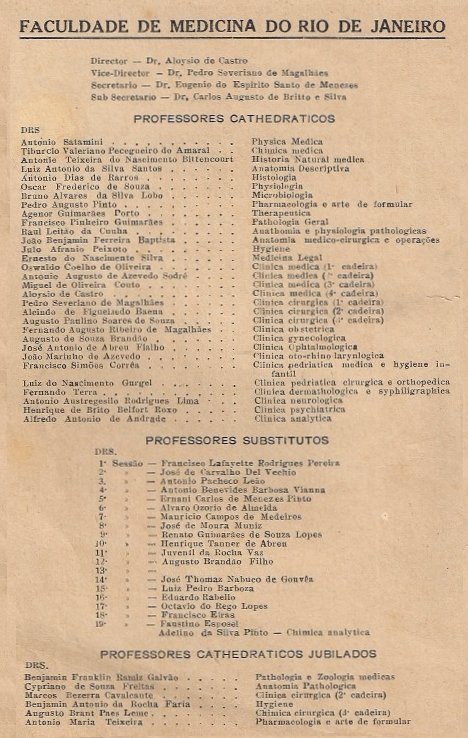 FACULDADE DE MEDICINA DO RIO DE JANEIRO
Director — Dr. Aloysio de Castro
Vice-Director — Dr. Pedro Severiano de Magalhães
Secretario — Dr. Eugenio do Espirito Santo de Menezes
Sub Secretario — Dr. Carlos Augusto de Britto e Silva
PROFESSORES CATHEDRATICOS
DRS
Antonio Satamini . . . . . . . . . . Physica Medica
Tiburcio Valeriano Pecegueiro do Amaral . . Chimica medica
Antonio Teixeira do Nascimento Bittencourt Historia Natural medica
Luiz Antonio da Silva Santos . . . . . . Anatomia Descriptiva
Antonio Dias de Barros . . . . . . . . Histologia
Oscar Frederico de Souza . . . . . . . Physiologia
Bruno Alvares da Silva Lobo . . . . . . Microbiologia
Pedro Augusto Pinto . . . . . . . . . Pharmacologia e arte de formular
Agenor Guimarães Porto . . . . . . . . Therapeutica
Francisco Pinheiro Guimarães . . . . . . Pathologia Geral
Raul Leitão da Cunha . . . . . . . . Anathomia e physiologia pathologicas
João Benjamin Ferreira Baptista . . . . . Anatomia medico-cirurgica e operações
Julo Afranio Peixoto . . . . . . . . . Hygiene
Ernesto do Nascimente Silva . . . . . . Medicina Legal
Oswaldo Coelho de Oliveira . . . . . . . Clinica medica (1ª cadeira)
Antonio Augusto de Azevedo Sodré . . . . Clinica medica ( ª cadeira)
Miguel de Oliveira Couto . . . . . . . Clinica medica (3ª cadeira)
Aloysio de Castro . . . . . . . . . . Clinica medica (4ª cadeira)
Pedro Severiano de Magalhães . . . . . . Clinica cirurgica (1ª cadeira)
Alcindo de Figueiredo Baena . . . . . . Clinica cirurgica (2ª cadeira)
Augusto Paulino Soares de Souza . . . . . Clinica cirurgica ( ª cadeira)
Fernando Augusto Ribeiro de Magalhães . . Clinica obstetrica
Augusto de Souza Brandão . . . . . . . Clinica gynecologica
José Antonio de Abreu Fialho . . . . . . Clinica Ophtalmologica
João Marinho de Azevedo . . . . . . . Clinica oto-rhino larynlogica
Francisco Simões Corrêa . . . . . . . Clinica pediatrica medica e hygiene in-
fantil
Luiz do Nascimento Gurgel . . . . . . . Clinica pedriatica cirurgica e orthopedica
Fernando Terra . . . . . . . . . . Clinica dermathologica e syphiligraphica
Antonio Austregesilo Rodrigues Lima . . . Clinica neurologica
Henrique de Brito Belfort Roxo . . . . . Clinica psychiatrica
Alfredo Antonio de Andrade . . . . . . Clinica analytica
PROFESSORES SUBSTITUTOS
DRS.
1ª Sessão — Francisco Lafayette Rodrigues Pereira
2ª » — José de Carvalho Del Vechio
3. » — Antonio Pacheco Leão
4ª » — Antonio Benevides Barbosa Vianna
5ª » — Ernani Carlos de Menezes Pinto
6ª » — Alvaro Ozorio de Almeida
7ª » — Mauricio Campos de Medeiros
8ª » — José de Moura Muniz
9ª » — Renato Guimarães de Souza Lopes
10ª » — Henrique Tanner de Abreu
11ª » — Juvenil da Rocha Vaz
12ª » — Augusto Brandão Filho
13ª » —
14ª » — José Thomaz Nabuco de Gouvêa
15ª » — Luiz Pedro Barboza
16ª » — Eduardo Rabello
17ª » — Octavio do Rego Lopes
18ª » — Francisco Eiras
19ª » — Faustino Esposel
Adelino da Silva Pinto — Chimica analytica
PROFESSORES CATHEDRATICOS JUBILADOS
DRS.
Benjamin Franklin Ramiz Galvão . . . . . Pathologia e Zoologia medicas
Cypriano de Souza Freitas . . . . . . . Anatomia Pathologica
Marcos Bezerra Cavalcante . . . . . . . Clinica cirurgica (2ª cadeira)
Benjamin Antonio da Rocha Faria . . . . Hygiene
Augusto Brant Paes Leme . . . . . . . Chimica cirurgica (3ª cadeira)
Antonio Maria Teixeira . . . . . . . . Pharmacologia e arte de formular